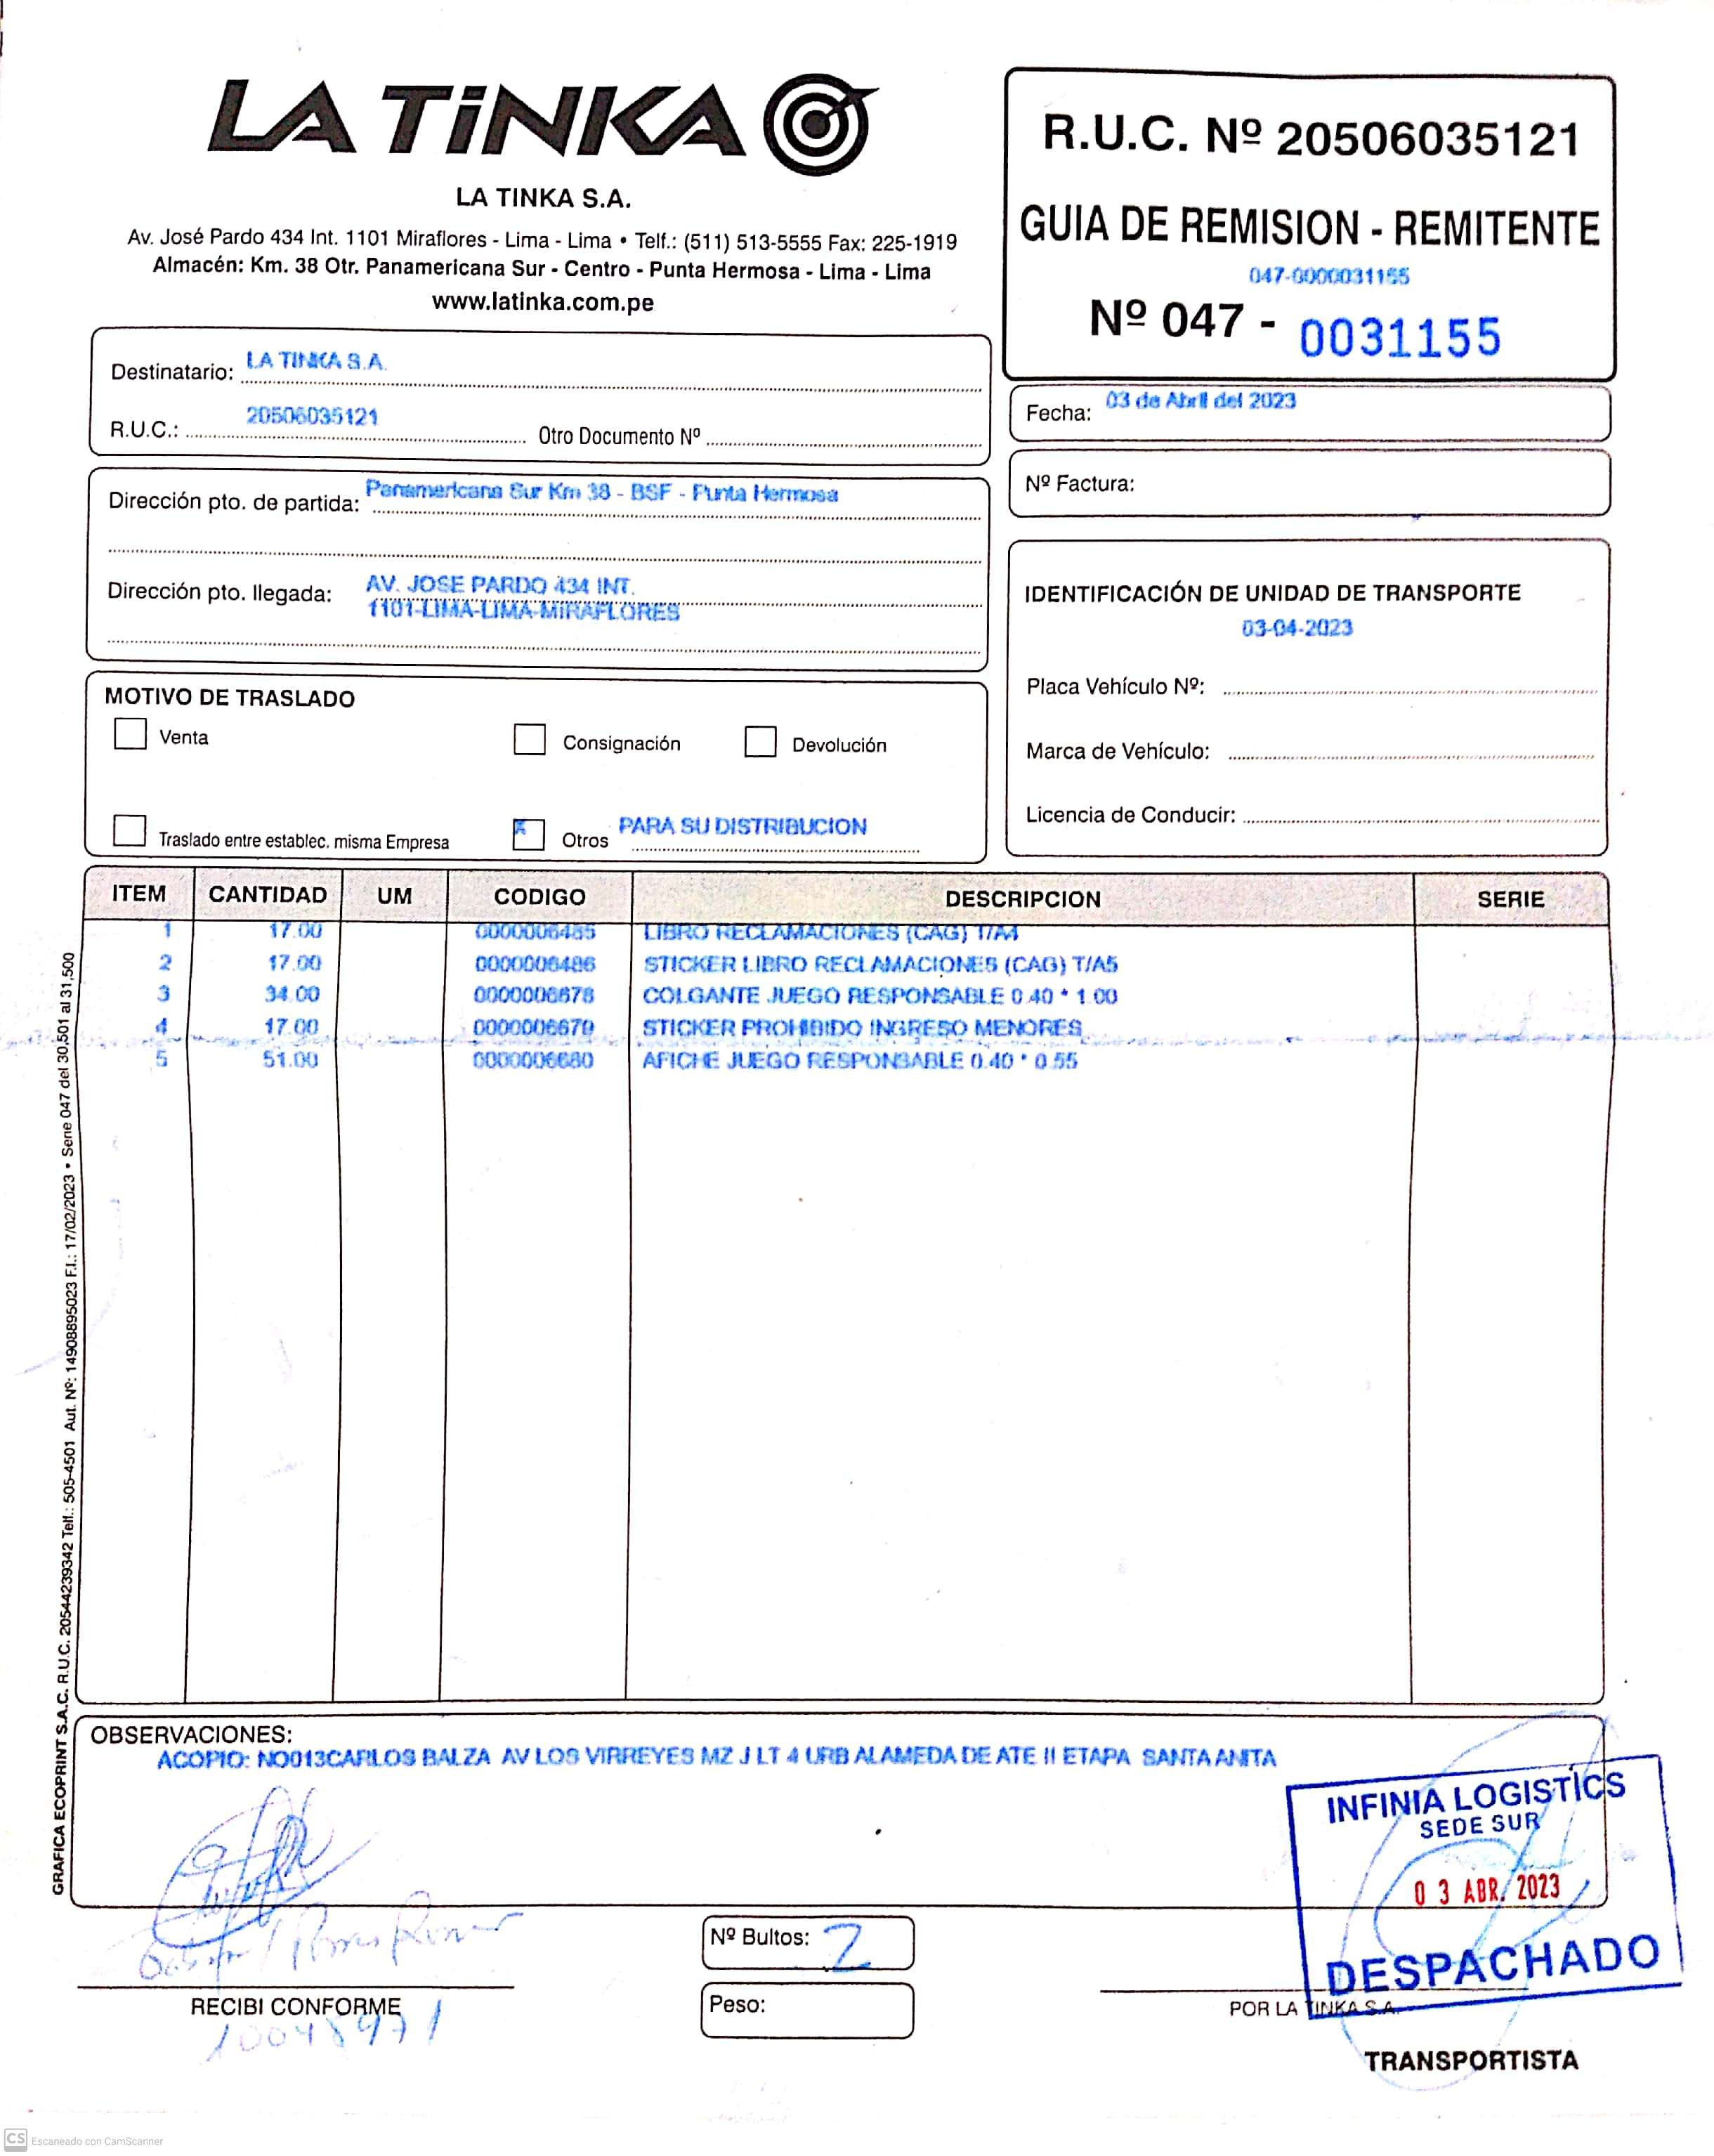 LA TiNKA
LA TINKA S.A.
Av. José Pardo 434 Int. 1101 Miraflores - Lima - Lima • Telf.: (511) 513-5555 Fax: 225-1919
Almacén: Km. 38 Otr. Panamericana Sur - Centro - Punta Hermosa - Lima - Lima
www.latinka.com.pe
R.U.C. Nº 20506035121
GUIA DE REMISION - REMITENTE
047-0000031155
Nº 047 - 0031155
Destinatario: LA TINKA S.A.
R.U.C.: 20506035121 Otro Documento Nº
Fecha: 03 de Abril del 2023
Nº Factura:
Dirección pto. de partida: Panamericana Sur Km 38 - BSF - Punta Hermosa
Dirección pto. llegada: AV. JOSE PARDO 434 INT.
1101-LIMA-LIMA-MIRAFLORES
IDENTIFICACIÓN DE UNIDAD DE TRANSPORTE
03-04-2023
Placa Vehículo Nº:
Marca de Vehículo:
Licencia de Conducir:
MOTIVO DE TRASLADO
Venta Consignación Devolución
Traslado entre establec. misma Empresa X Otros PARA SU DISTRIBUCION
ITEM CANTIDAD UM CODIGO DESCRIPCION SERIE
1 17.00 0000006485 LIBRO RECLAMACIONES (CAG) T/A4
2 17.00 0000006486 STICKER LIBRO RECLAMACIONES (CAG) T/A5
3 34.00 0000006678 COLGANTE JUEGO RESPONSABLE 0.40 * 1.00
4 17.00 0000006679 STICKER PROHIBIDO INGRESO MENORES
5 51.00 0000006680 AFICHE JUEGO RESPONSABLE 0.40 * 0.55
GRAFICA ECOPRINT S.A.C. R.U.C. 20544239342 Telf.: 505-4501 Aut. Nº: 14908895023 F.I.: 17/02/2023 • Serie 047 del 30,501 al 31,500
OBSERVACIONES:
ACOPIO: NO013CARLOS BALZA AV LOS VIRREYES MZ J LT 4 URB ALAMEDA DE ATE II ETAPA SANTA ANITA
INFINIA LOGISTICS
SEDE SUR
03 ABR. 2023
DESPACHADO
Nº Bultos: 2
Peso:
RECIBI CONFORME
10048971
POR LA TINKA S.A.
TRANSPORTISTA
CS Escaneado con CamScanner